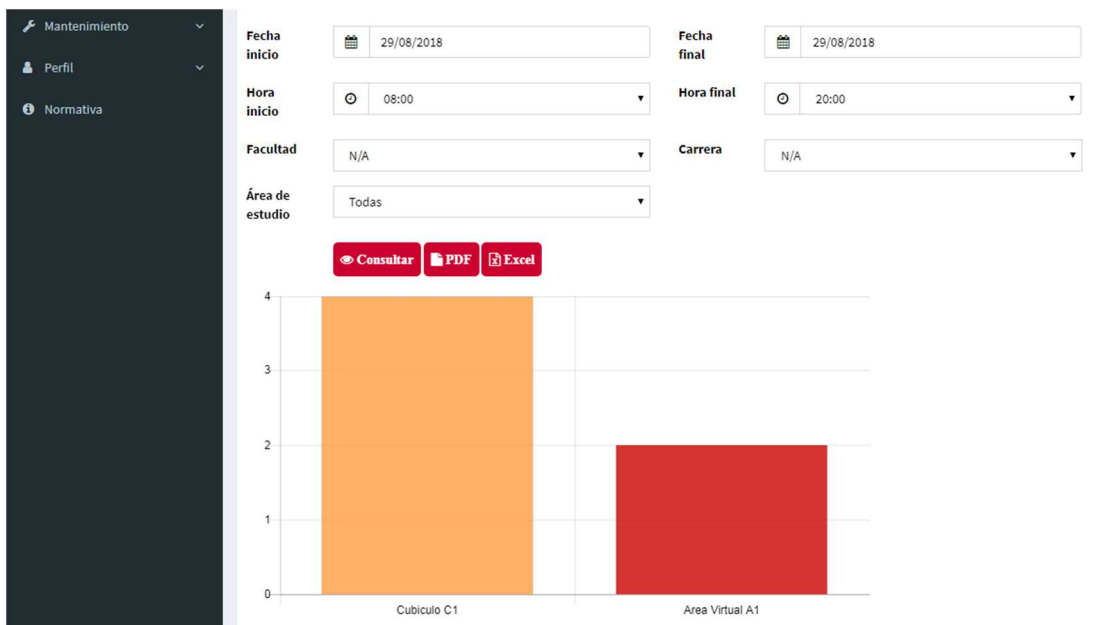 Mantenimiento
Perfil
Normativa
Fecha inicio
29/08/2018
Fecha final
29/08/2018
Hora inicio
08:00
Hora final
20:00
Facultad
N/A
Carrera
N/A
Área de estudio
Todas
Consultar
PDF
Excel
4
3
2
1
0
Cubiculo C1
Area Virtual A1